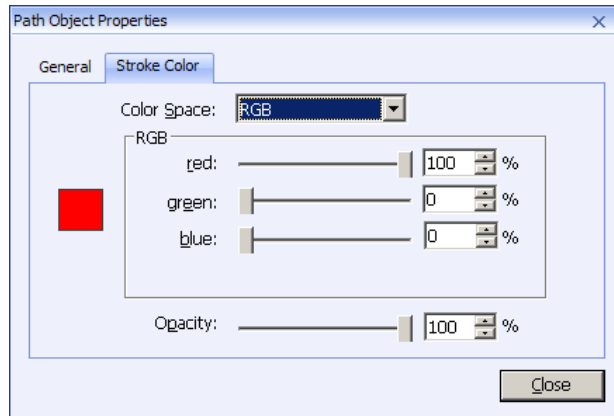 Path Object Properties
General Stroke Color
Color Space: RGB
RGB
red: 100 %
green: 0 %
blue: 0 %
Opacity: 100 %
Close